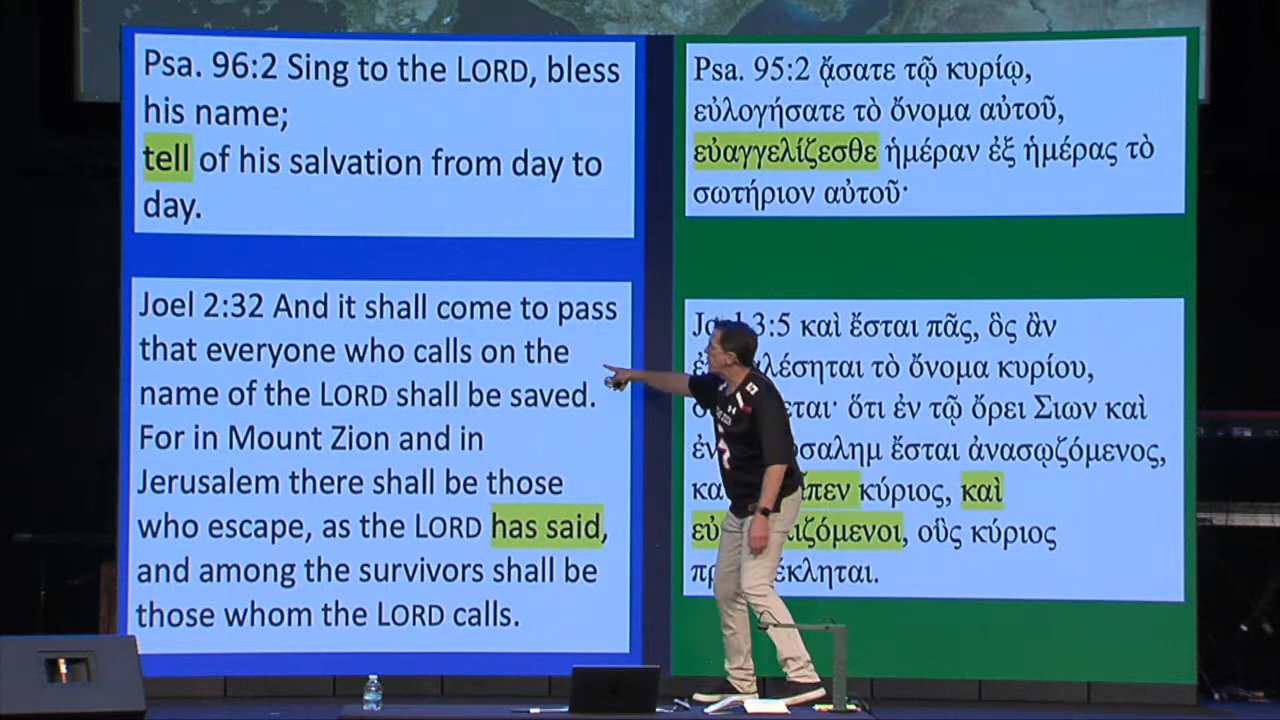 Psa. 96:2 Sing to the LORD, bless
his name;
tell of his salvation from day to
day.
Joel 2:32 And it shall come to pass
that everyone who calls on the
name of the LORD shall be saved.
For in Mount Zion and in
Jerusalem there shall be those
who escape, as the LORD has said,
and among the survivors shall be
those whom the LORD calls.
Psa. 95:2 ᾄσατε τῷ κυρίῳ,
εὐλογήσατε τὸ ὄνομα αὐτοῦ,
εὐαγγελίζεσθε ἡμέραν ἐξ ἡμέρας τὸ
σωτήριον αὐτοῦ·
3:5 καὶ ἔσται πᾶς, ὃς ἂν
τὸ ὄνομα κυρίου,
ὅτι ἐν τῷ ὄρει Σιων καὶ
ἔσται ἀνασῳζόμενος,
κύριος, καὶ
οὓς κύριος